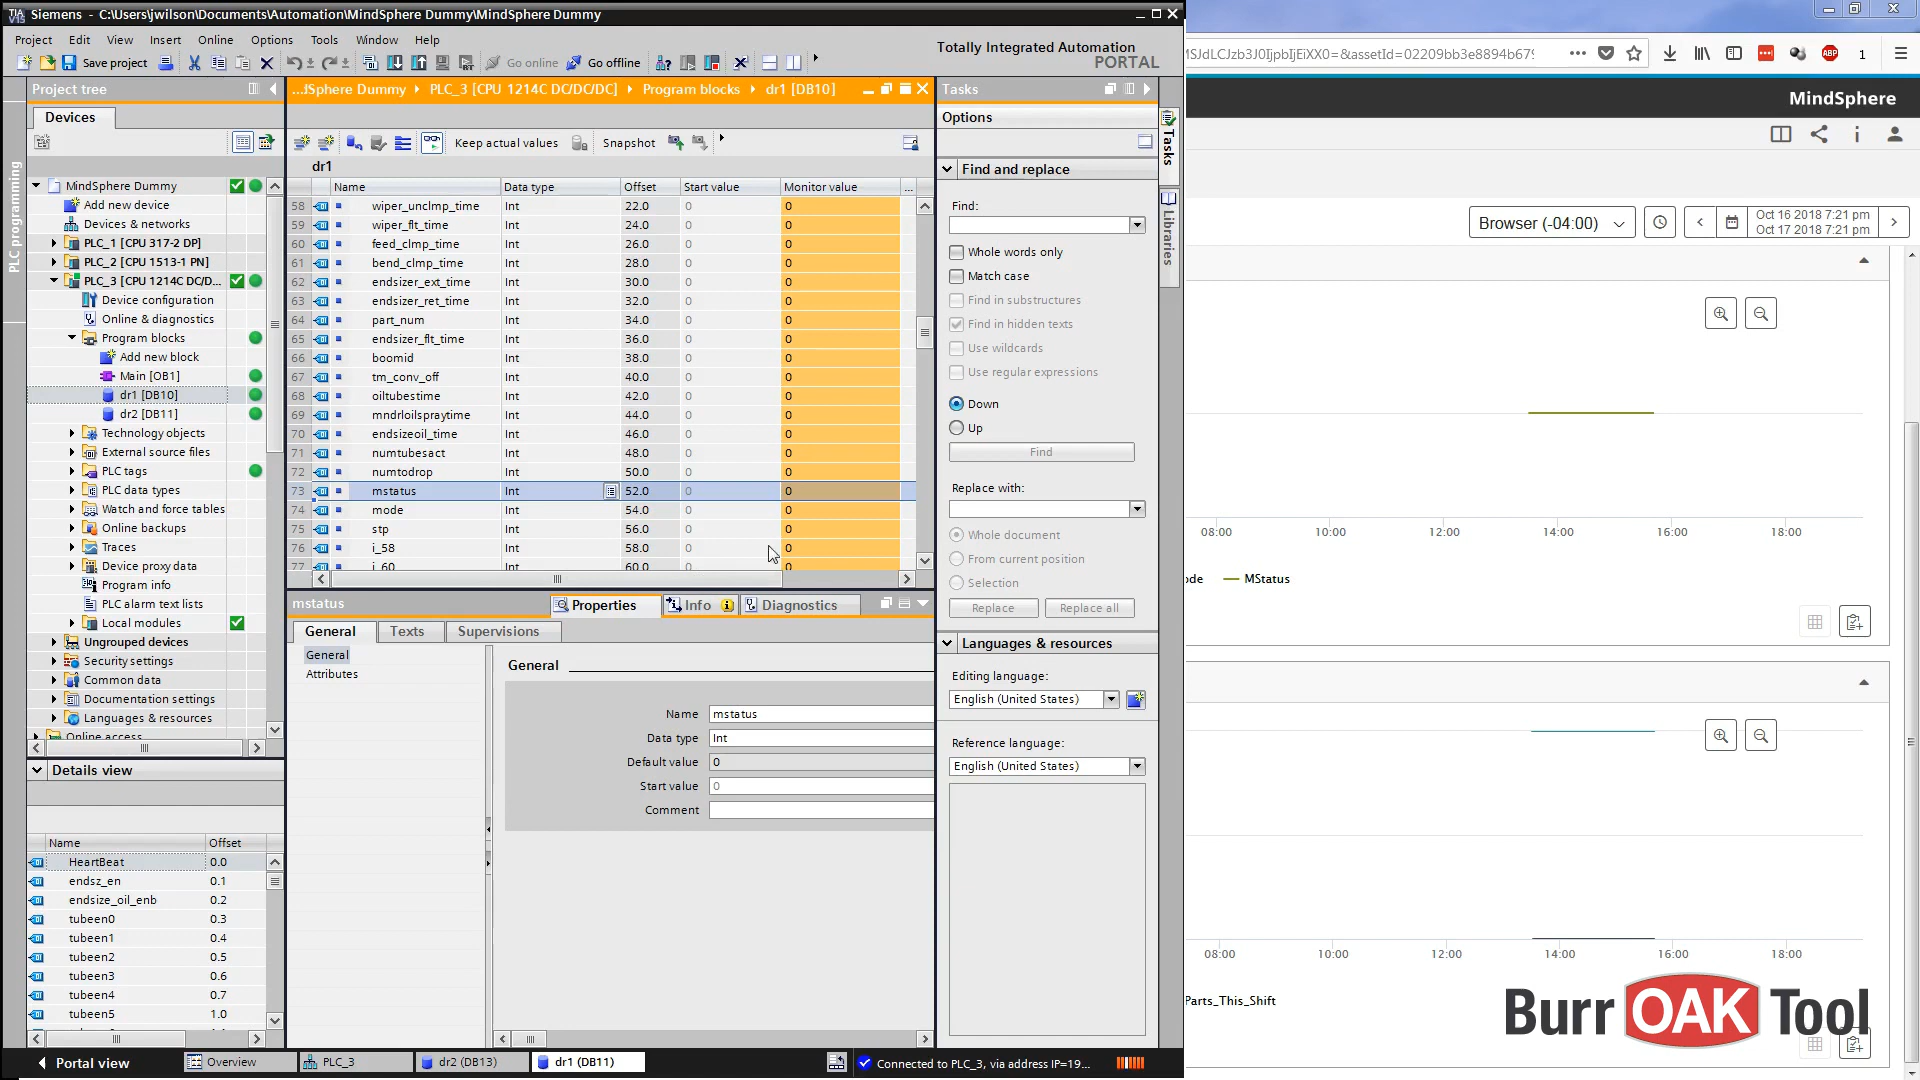 TIA V15
Siemens - C:\Users\jwilson\Documents\Automation\MindSphere Dummy\MindSphere Dummy
Project Edit View Insert Online Options Tools Window Help
Save project
Go online Go offline
Totally Integrated Automation
PORTAL
Project tree
Devices
PLC programming
MindSphere Dummy
Add new device
Devices & networks
PLC_1 [CPU 317-2 DP]
PLC_2 [CPU 1513-1 PN]
PLC_3 [CPU 1214C DC/D...
Device configuration
Online & diagnostics
Program blocks
Add new block
Main [OB1]
dr1 [DB10]
dr2 [DB11]
Technology objects
External source files
PLC tags
PLC data types
Watch and force tables
Online backups
Traces
Device proxy data
Program info
PLC alarm text lists
Local modules
Ungrouped devices
Security settings
Common data
Documentation settings
Languages & resources
Online access
Details view
Name Offset
HeartBeat 0.0
endsz_en 0.1
endsize_oil_enb 0.2
tubeen0 0.3
tubeen1 0.4
tubeen2 0.5
tubeen3 0.6
tubeen4 0.7
tubeen5 1.0
...dSphere Dummy PLC_3 [CPU 1214C DC/DC/DC] Program blocks dr1 [DB10]
Keep actual values Snapshot
dr1
Name Data type Offset Start value Monitor value ...
58 wiper_unclmp_time Int 22.0 0 0
59 wiper_flt_time Int 24.0 0 0
60 feed_clmp_time Int 26.0 0 0
61 bend_clmp_time Int 28.0 0 0
62 endsizer_ext_time Int 30.0 0 0
63 endsizer_ret_time Int 32.0 0 0
64 part_num Int 34.0 0 0
65 endsizer_flt_time Int 36.0 0 0
66 boomid Int 38.0 0 0
67 tm_conv_off Int 40.0 0 0
68 oiltubestime Int 42.0 0 0
69 mndrloilspraytime Int 44.0 0 0
70 endsizeoil_time Int 46.0 0 0
71 numtubesact Int 48.0 0 0
72 numtodrop Int 50.0 0 0
73 mstatus Int 52.0 0 0
74 mode Int 54.0 0 0
75 stp Int 56.0 0 0
76 i_58 Int 58.0 0 0
77 i_60 Int 60.0 0 0
mstatus
Properties Info Diagnostics
General Texts Supervisions
General
Attributes
General
Name mstatus
Data type Int
Default value 0
Start value 0
Comment
Tasks
Options
Find and replace
Find:
Whole words only
Match case
Find in substructures
Find in hidden texts
Use wildcards
Use regular expressions
Down
Up
Find
Replace with:
Whole document
From current position
Selection
Replace Replace all
Languages & resources
Editing language:
English (United States)
Reference language:
English (United States)
Tasks
Libraries
Portal view Overview PLC_3 dr2 (DB13) dr1 (DB11)
Connected to PLC_3, via address IP=19...
MSJdLCJzb3J0IjpbIjEiXX0=&assetId=02209bb3e8894b679
ABP
1
MindSphere
Browser (-04:00)
Oct 16 2018 7:21 pm
Oct 17 2018 7:21 pm
08:00 10:00 12:00 14:00 16:00 18:00
ode MStatus
08:00 10:00 12:00 14:00 16:00 18:00
Parts_This_Shift
Burr OAK Tool